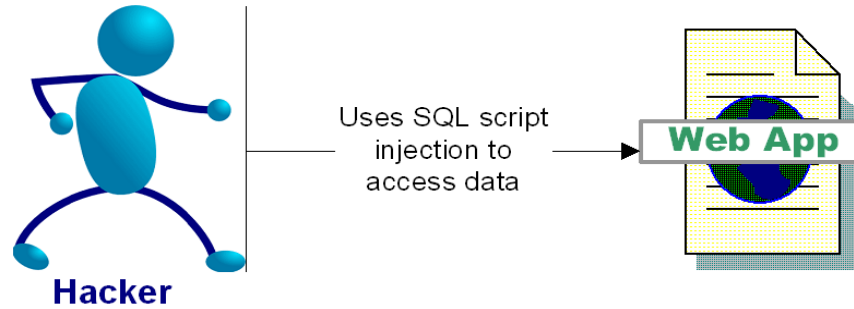 Uses SQL script
injection to
access data
Web App
Hacker